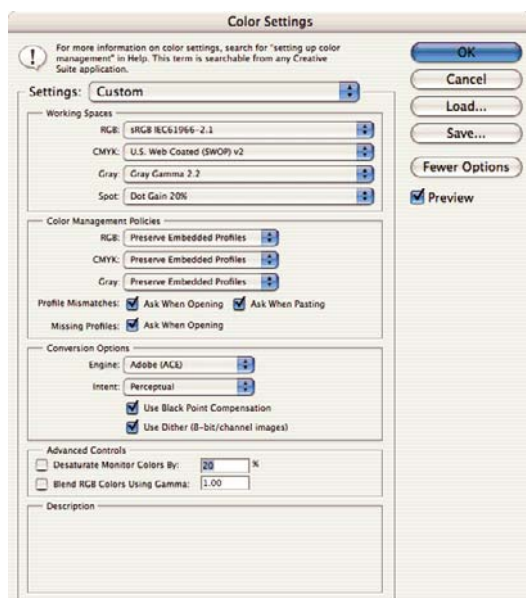 Color Settings
For more information on color settings, search for "setting up color
management" in Help. This term is searchable from any Creative
Suite application.
Settings: Custom
Working Spaces
RGB: sRGB IEC61966-2.1
CMYK: U.S. Web Coated (SWOP) v2
Gray: Gray Gamma 2.2
Spot: Dot Gain 20%
Color Management Policies
RGB: Preserve Embedded Profiles
CMYK: Preserve Embedded Profiles
Gray: Preserve Embedded Profiles
Profile Mismatches: Ask When Opening Ask When Pasting
Missing Profiles: Ask When Opening
Conversion Options
Engine: Adobe (ACE)
Intent: Perceptual
Use Black Point Compensation
Use Dither (8-bit/channel images)
Advanced Controls
Desaturate Monitor Colors By: 20 %
Blend RGB Colors Using Gamma: 1.00
Description
OK
Cancel
Load...
Save...
Fewer Options
Preview